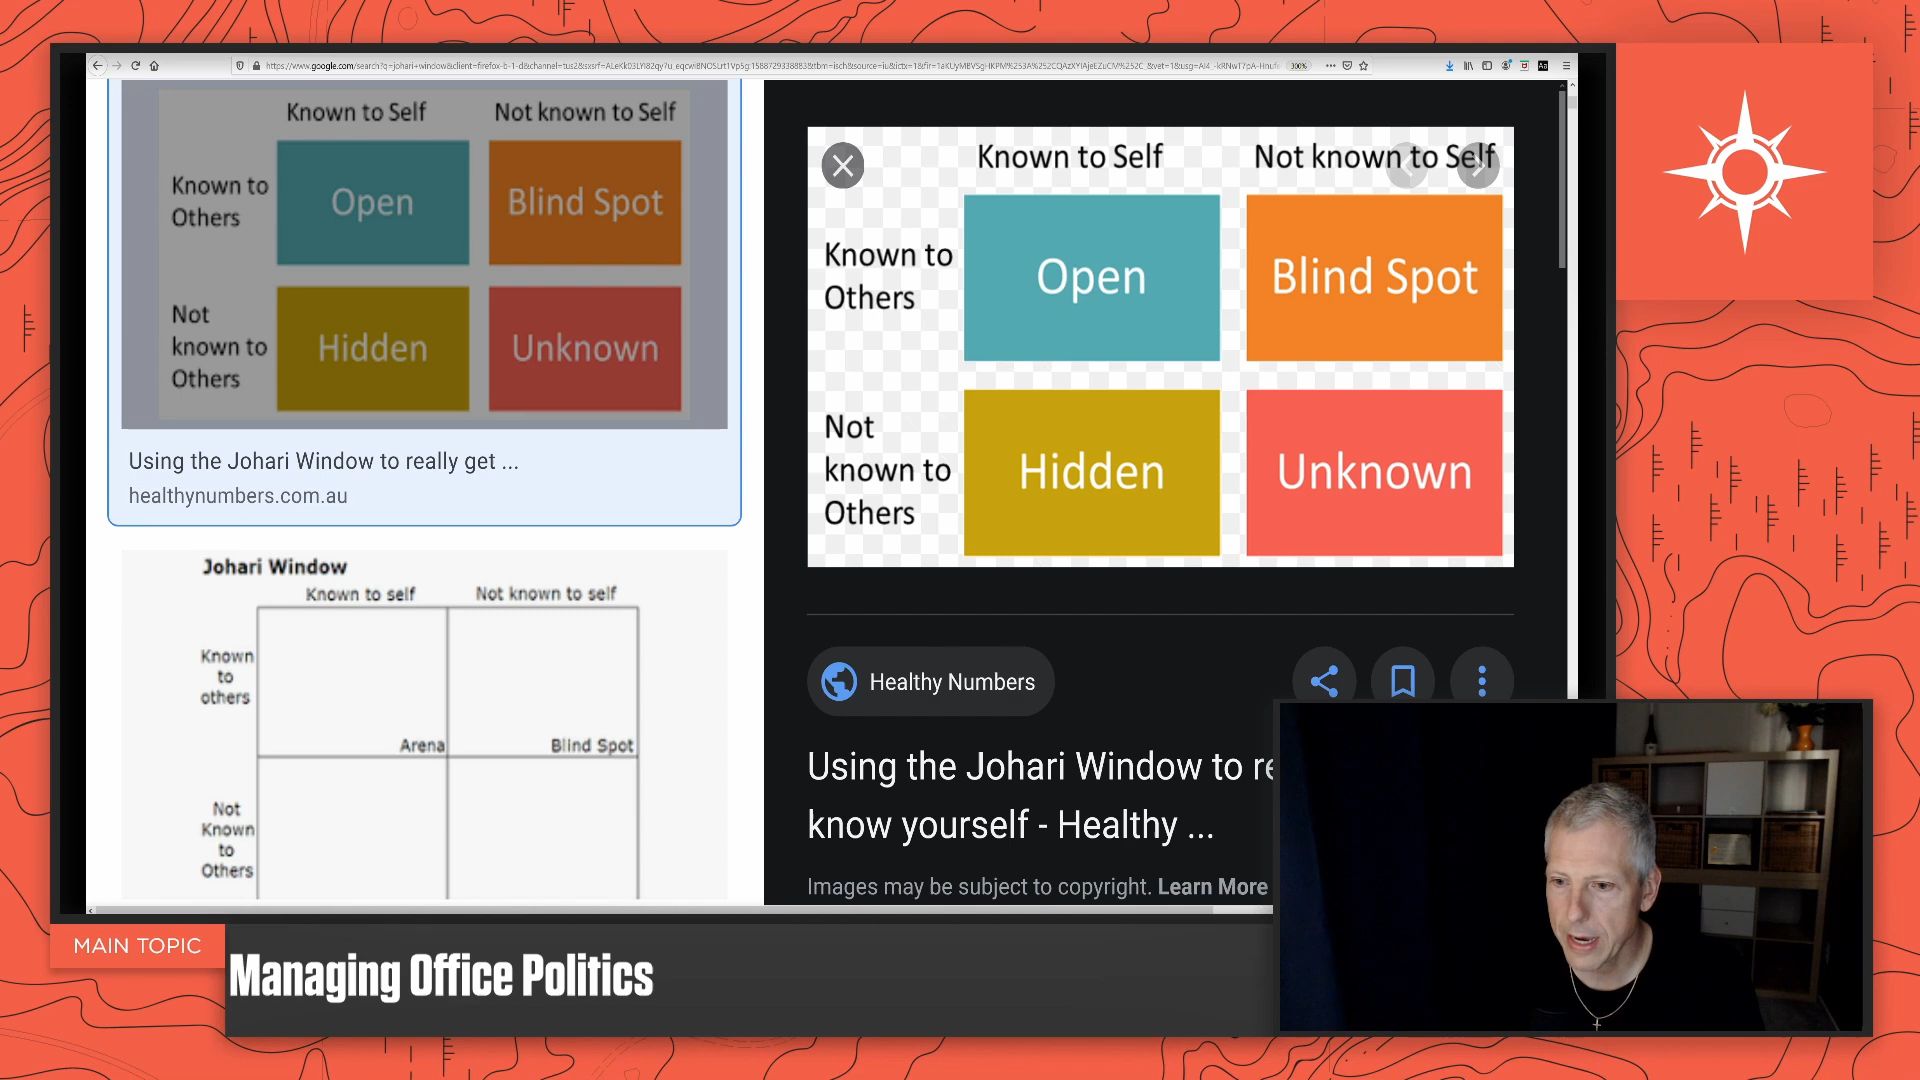 300%
Known to Self
Not known to Self
Known to
Others
Open
Blind Spot
Not
known to
Others
Hidden
Unknown
Using the Johari Window to really get ...
healthynumbers.com.au
Johari Window
Known to self
Not known to self
Known
to
others
Arena
Blind Spot
Not
Known
to
Others
Known to Self
Not known to Self
Known to
Others
Open
Blind Spot
Not
known to
Others
Hidden
Unknown
Healthy Numbers
Using the Johari Window to re
know yourself - Healthy ...
Images may be subject to copyright. Learn More
MAIN TOPIC
Managing Office Politics